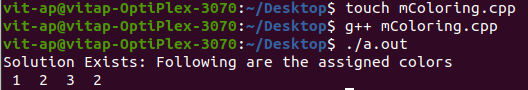 vit-ap@vitap-OptiPlex-3070:~/Desktop$ touch mColoring.cpp
vit-ap@vitap-OptiPlex-3070:~/Desktop$ g++ mColoring.cpp
vit-ap@vitap-OptiPlex-3070:~/Desktop$ ./a.out
Solution Exists: Following are the assigned colors
 1  2  3  2